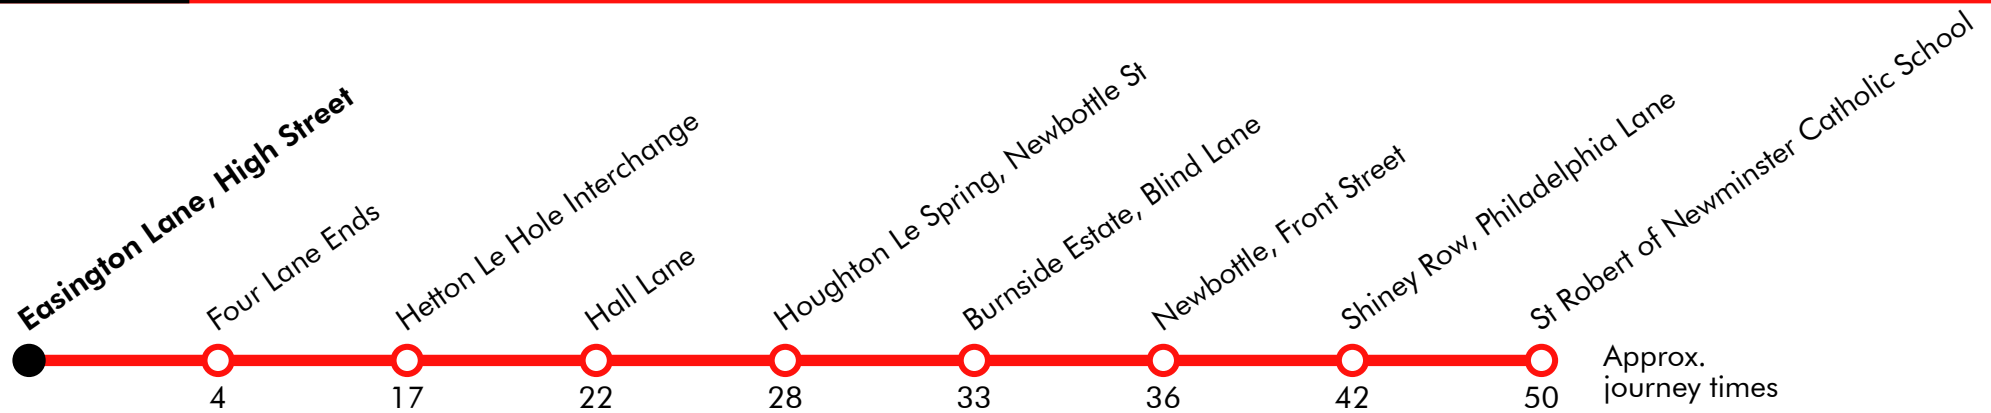 Easington Lane, High Street
Four Lane Ends
Hetton Le Hole Interchange
Hall Lane
Houghton Le Spring, Newbottle St
Burnside Estate, Blind Lane
Newbottle, Front Street
Shiney Row, Philadelphia Lane
St Robert of Newminster Catholic School
4 17 22 28 33 36 42 50
Approx.
journey times